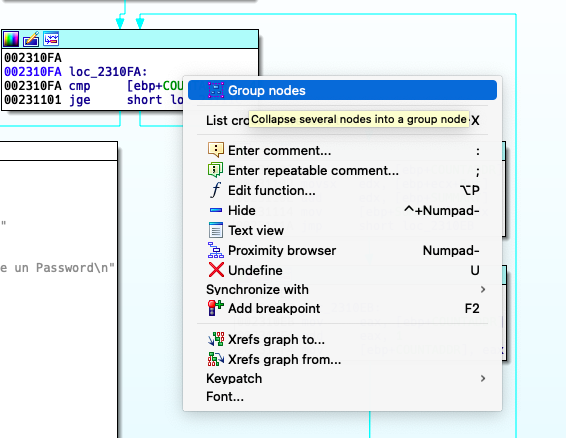 002310FA
002310FA loc_2310FA:
002310FA cmp [ebp+COU
00231101 jge short lo
Group nodes
List cro
Collapse several nodes into a group node
X
Enter comment... :
Enter repeatable comment... ;
"
Edit function... ⌥P
Hide ^+Numpad-
Text view
Proximity browser Numpad-
e un Password\n"
Undefine U
Synchronize with
Add breakpoint F2
Xrefs graph to...
Xrefs graph from...
Keypatch
Font...